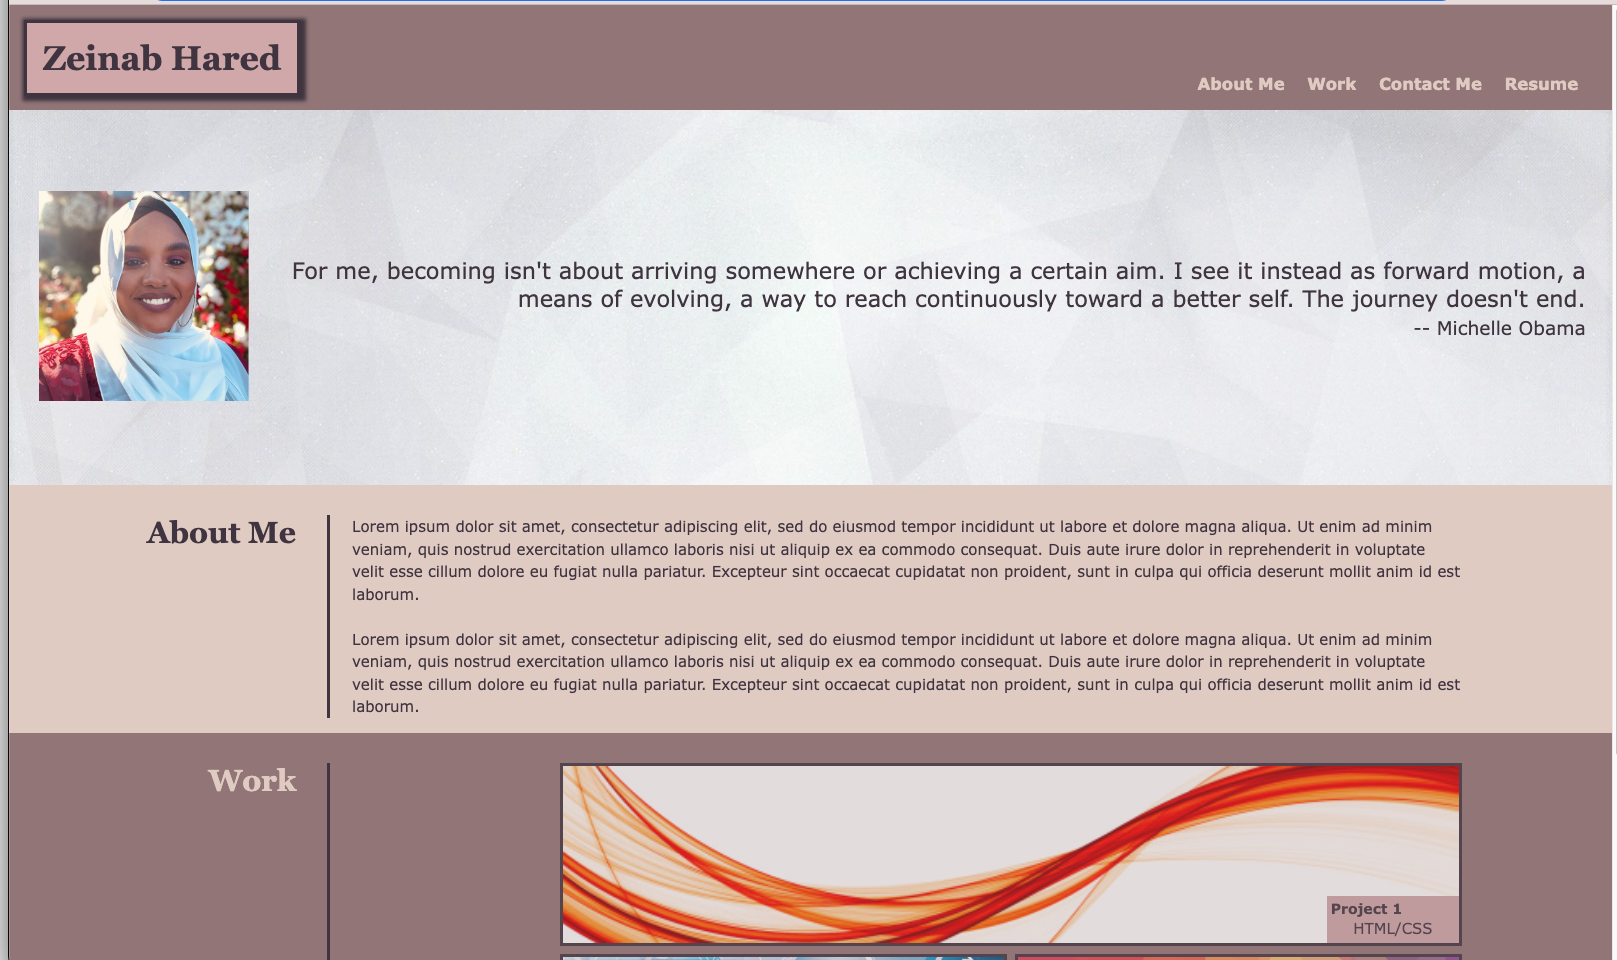 Zeinab Hared
About Me Work Contact Me Resume
For me, becoming isn't about arriving somewhere or achieving a certain aim. I see it instead as forward motion, a
means of evolving, a way to reach continuously toward a better self. The journey doesn't end.
-- Michelle Obama
About Me
Lorem ipsum dolor sit amet, consectetur adipiscing elit, sed do eiusmod tempor incididunt ut labore et dolore magna aliqua. Ut enim ad minim
veniam, quis nostrud exercitation ullamco laboris nisi ut aliquip ex ea commodo consequat. Duis aute irure dolor in reprehenderit in voluptate
velit esse cillum dolore eu fugiat nulla pariatur. Excepteur sint occaecat cupidatat non proident, sunt in culpa qui officia deserunt mollit anim id est
laborum.
Lorem ipsum dolor sit amet, consectetur adipiscing elit, sed do eiusmod tempor incididunt ut labore et dolore magna aliqua. Ut enim ad minim
veniam, quis nostrud exercitation ullamco laboris nisi ut aliquip ex ea commodo consequat. Duis aute irure dolor in reprehenderit in voluptate
velit esse cillum dolore eu fugiat nulla pariatur. Excepteur sint occaecat cupidatat non proident, sunt in culpa qui officia deserunt mollit anim id est
laborum.
Work
Project 1
HTML/CSS